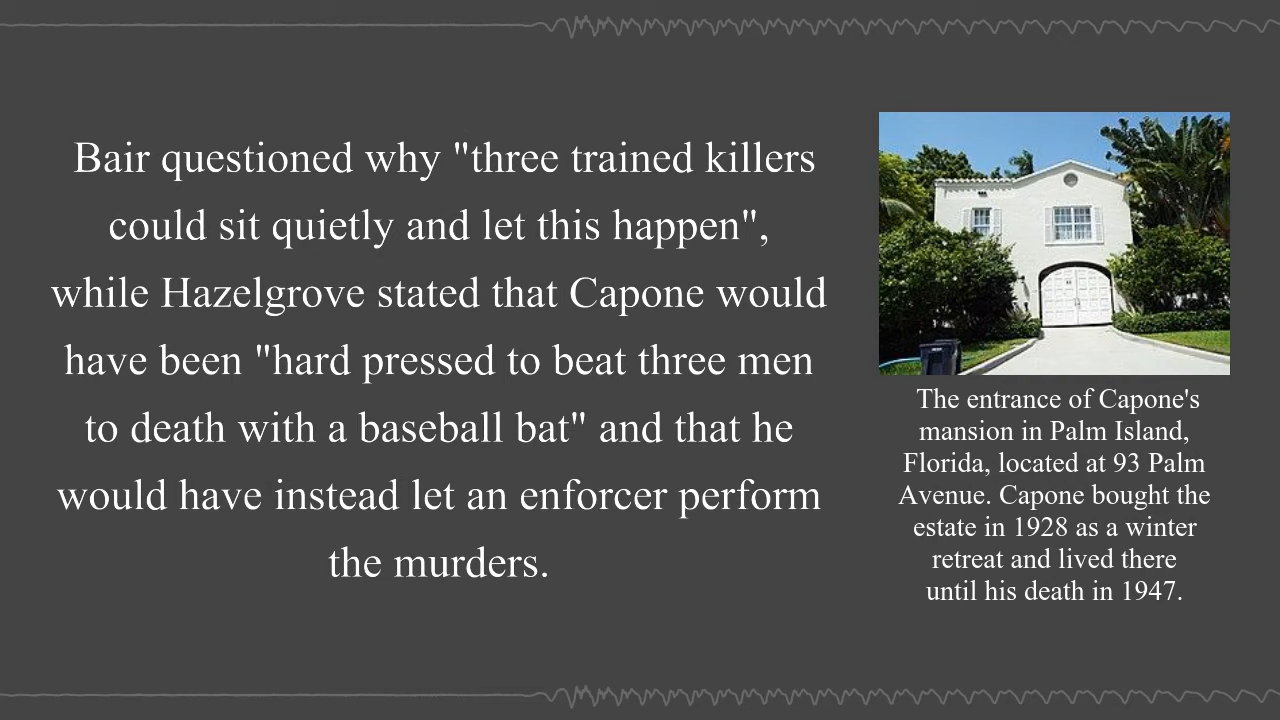 Bair questioned why "three trained killers
could sit quietly and let this happen",
while Hazelgrove stated that Capone would
have been "hard pressed to beat three men
to death with a baseball bat" and that he
would have instead let an enforcer perform
the murders.
The entrance of Capone's
mansion in Palm Island,
Florida, located at 93 Palm
Avenue. Capone bought the
estate in 1928 as a winter
retreat and lived there
until his death in 1947.